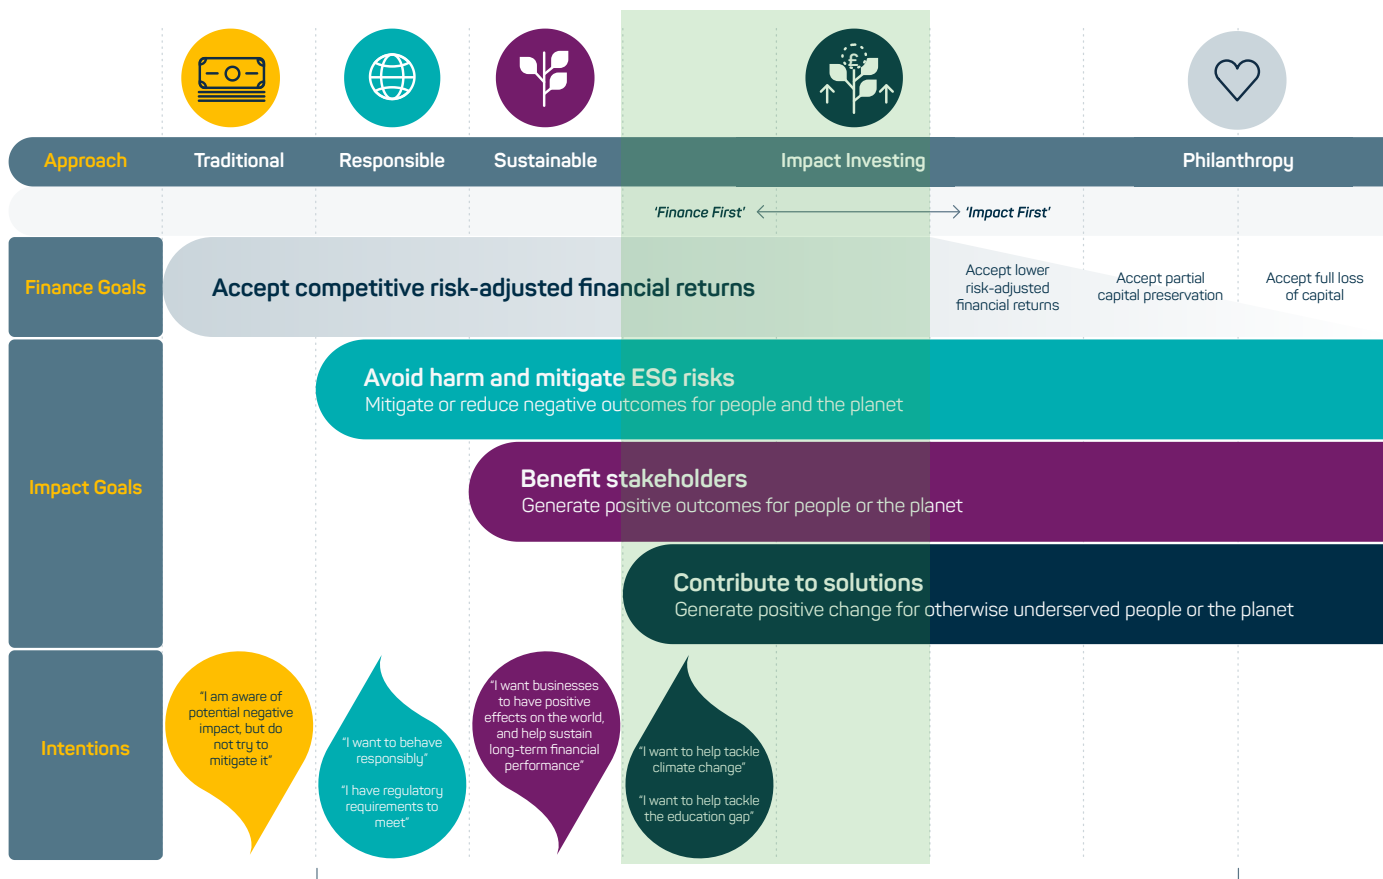 £
Approach
Traditional
Responsible
Sustainable
Impact Investing
Philanthropy
'Finance First'
'Impact First'
Finance Goals
Accept competitive risk-adjusted financial returns
Accept lower
risk-adjusted
financial returns
Accept partial
capital preservation
Accept full loss
of capital
Impact Goals
Avoid harm and mitigate ESG risks
Mitigate or reduce negative outcomes for people and the planet
Benefit stakeholders
Generate positive outcomes for people or the planet
Contribute to solutions
Generate positive change for otherwise underserved people or the planet
Intentions
“I am aware of
potential negative
impact, but do
not try to
mitigate it”
“I want to behave
responsibly”
“I have regulatory
requirements to
meet”
“I want businesses
to have positive
effects on the world,
and help sustain
long-term financial
performance”
“I want to help tackle
climate change”
“I want to help tackle
the education gap”